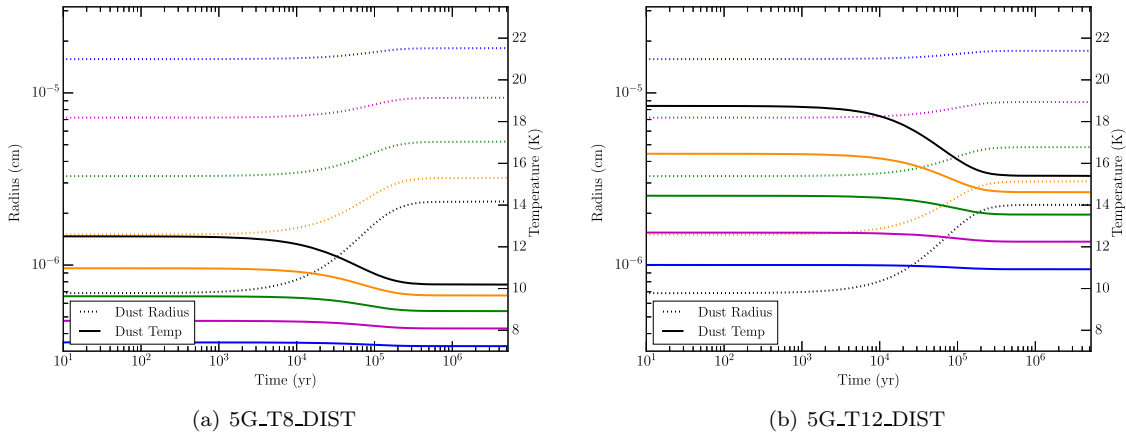 10^-5
10^-6
Radius (cm)
22
20
18
16
14
12
10
8
Temperature (K)
Dust Radius
Dust Temp
10^1
10^2
10^3
10^4
10^5
10^6
Time (yr)
(a) 5G_T8_DIST
10^-5
10^-6
Radius (cm)
22
20
18
16
14
12
10
8
Temperature (K)
Dust Radius
Dust Temp
10^1
10^2
10^3
10^4
10^5
10^6
Time (yr)
(b) 5G_T12_DIST